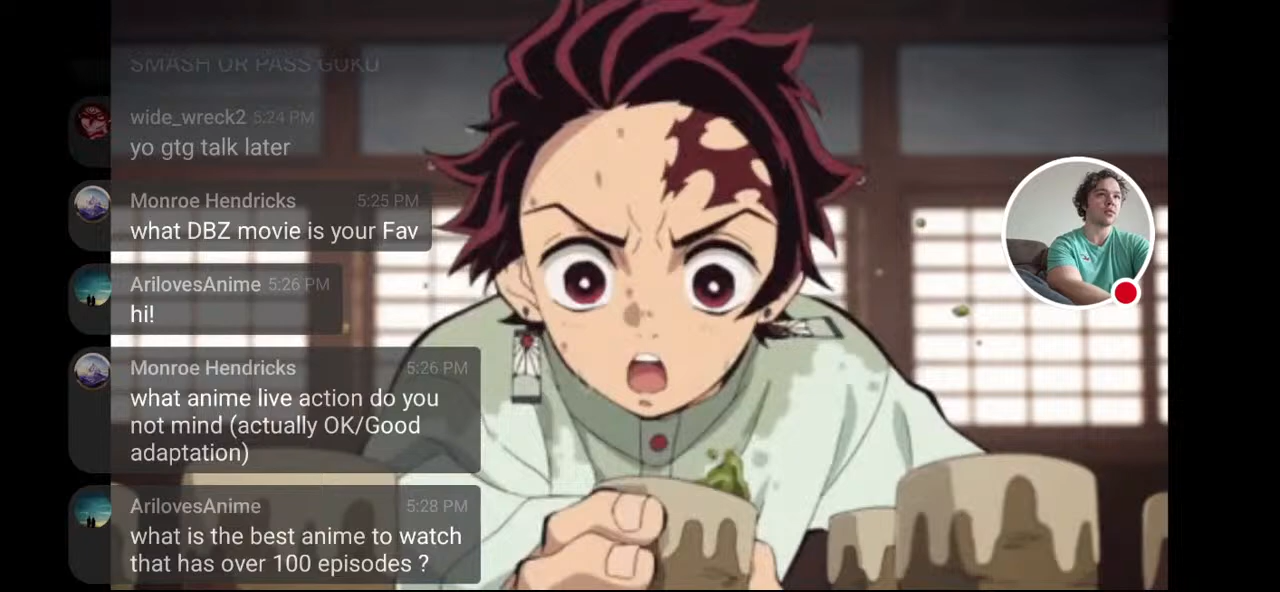 SMASH OR PASS GOKU
wide_wreck2 5:24 PM
yo gtg talk later
Monroe Hendricks 5:25 PM
what DBZ movie is your Fav
ArilovesAnime 5:26 PM
hi!
Monroe Hendricks 5:26 PM
what anime live action do you
not mind (actually OK/Good
adaptation)
ArilovesAnime 5:28 PM
what is the best anime to watch
that has over 100 episodes ?